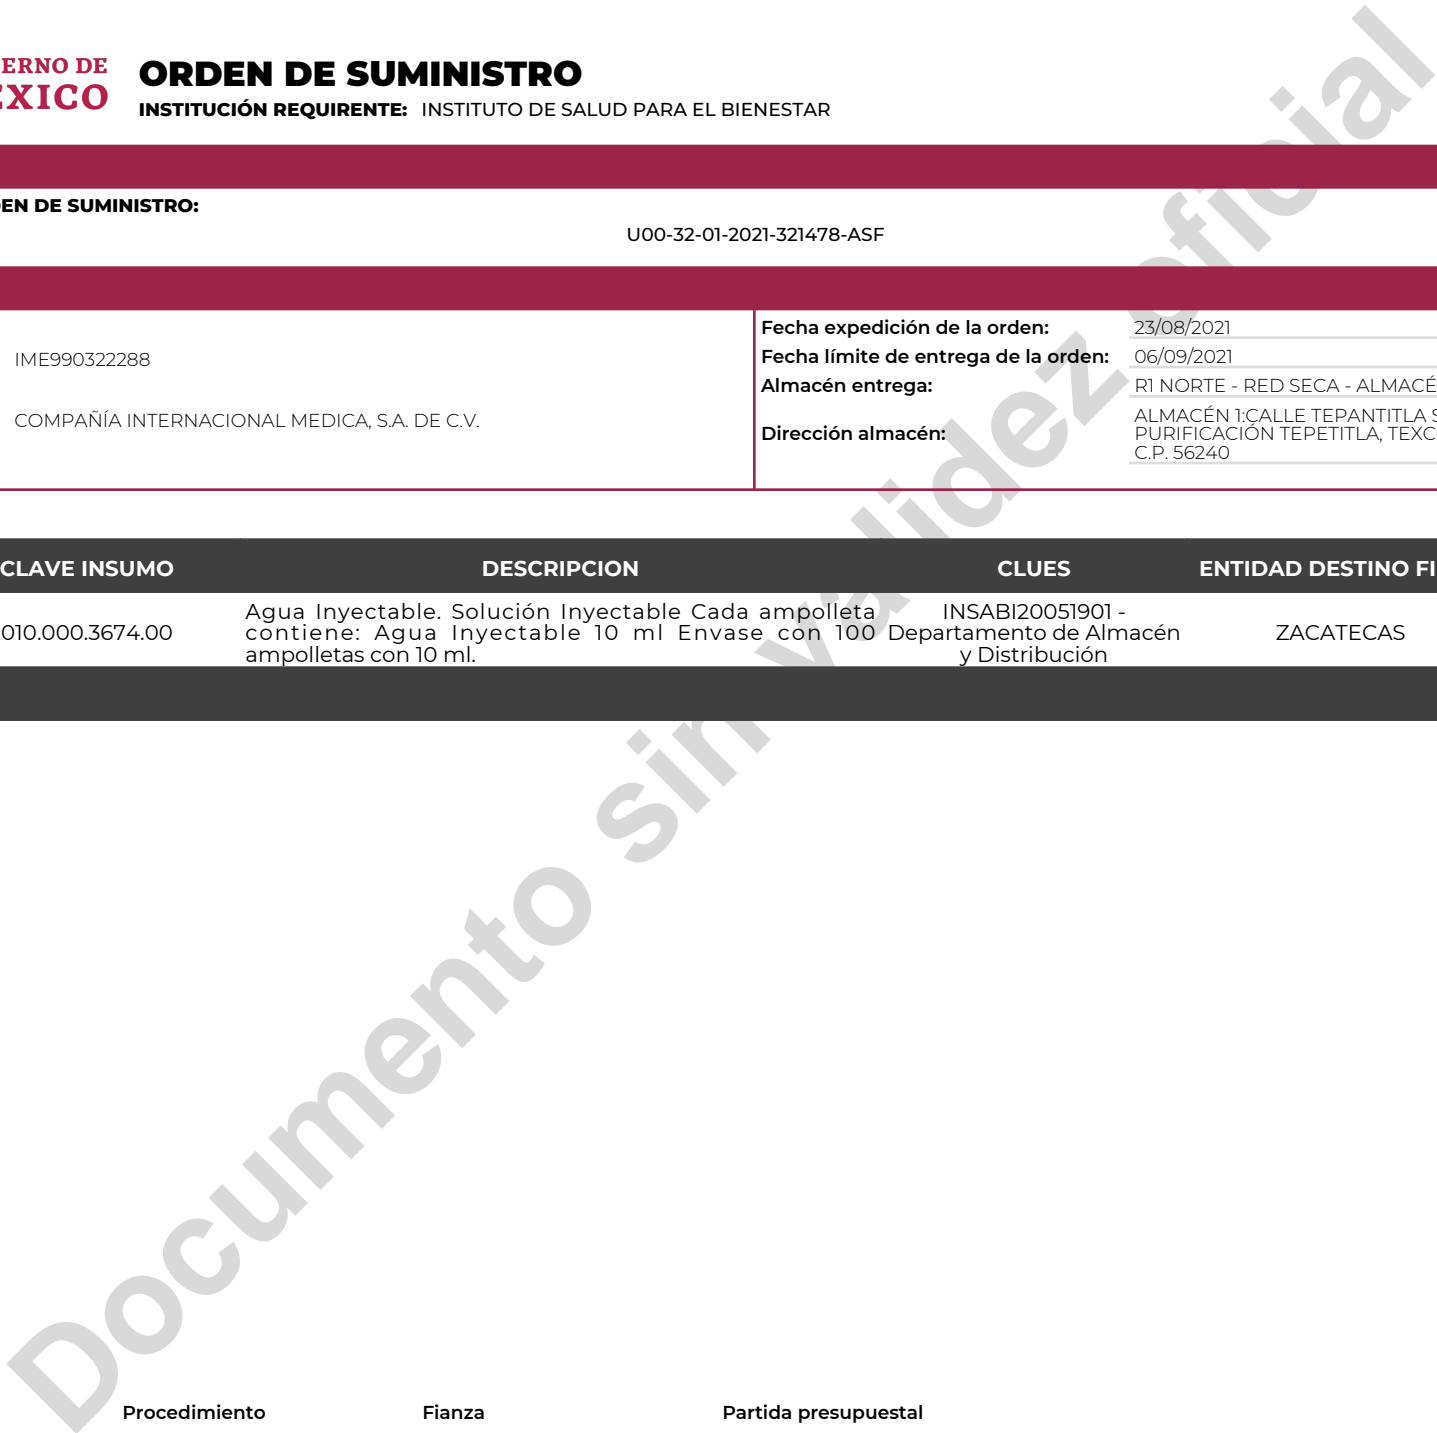 ERNO DE
EXICO
ORDEN DE SUMINISTRO
INSTITUCIÓN REQUIRENTE: INSTITUTO DE SALUD PARA EL BIENESTAR
EN DE SUMINISTRO:
U00-32-01-2021-321478-ASF
IME990322288
COMPAÑÍA INTERNACIONAL MEDICA, S.A. DE C.V.
Fecha expedición de la orden: 23/08/2021
Fecha límite de entrega de la orden: 06/09/2021
Almacén entrega: R1 NORTE - RED SECA - ALMACÉ
Dirección almacén: ALMACÉN 1:CALLE TEPANTITLA S
PURIFICACIÓN TEPETITLA, TEXC
C.P. 56240
CLAVE INSUMO DESCRIPCION CLUES ENTIDAD DESTINO FI
010.000.3674.00
Agua Inyectable. Solución Inyectable Cada ampolleta
contiene: Agua Inyectable 10 ml Envase con 100
ampolletas con 10 ml.
INSABI20051901 -
Departamento de Almacén
y Distribución
ZACATECAS
Documento sin validez oficial
Procedimiento Fianza Partida presupuestal